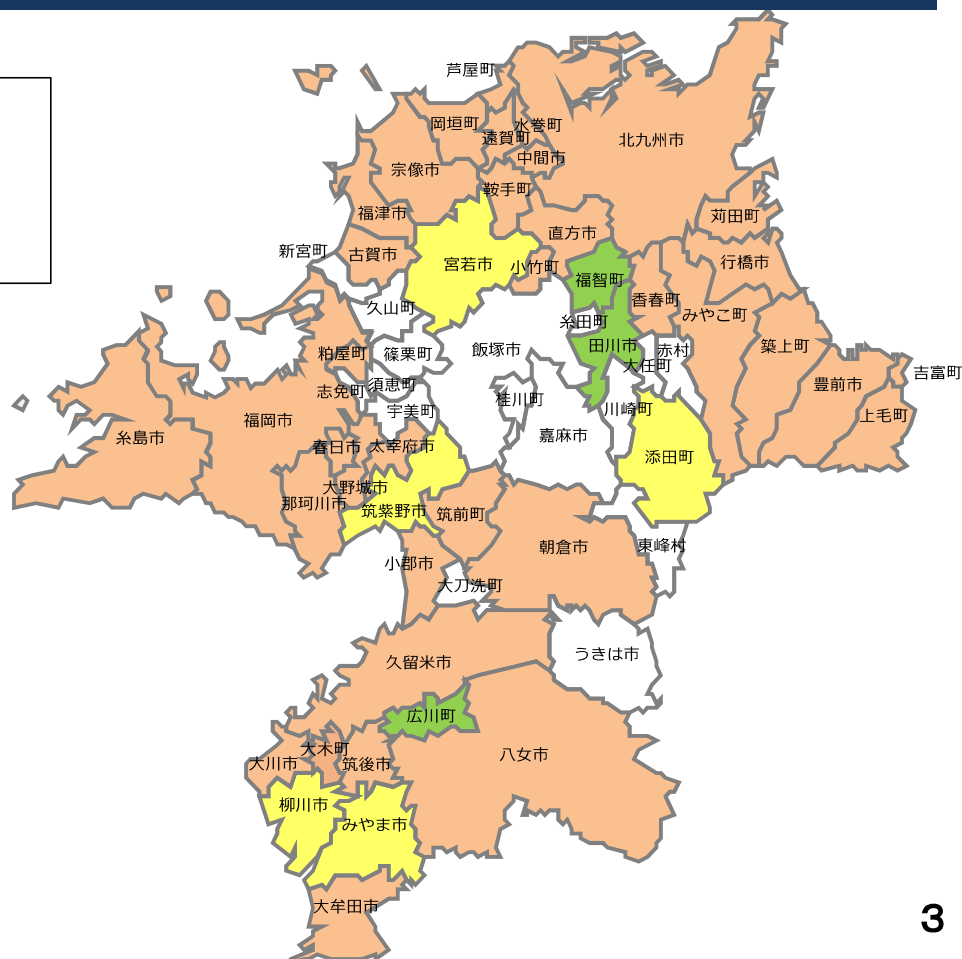 芦屋町
岡垣町
水巻町
遠賀町
北九州市
中間市
宗像市
鞍手町
福津市
苅田町
直方市
新宮町
古賀市
宮若市
小竹町
行橋市
福智町
香春町
久山町
みやこ町
糸田町
粕屋町
篠栗町
飯塚市
田川市
赤村
築上町
大任町
吉富町
志免町
須恵町
豊前市
桂川町
宇美町
川崎町
上毛町
福岡市
嘉麻市
糸島市
春日市
太宰府市
添田町
大野城市
那珂川市
筑紫野市
筑前町
朝倉市
東峰村
小郡市
大刀洗町
うきは市
久留米市
広川町
大木町
八女市
大川市
筑後市
柳川市
みやま市
大牟田市
3